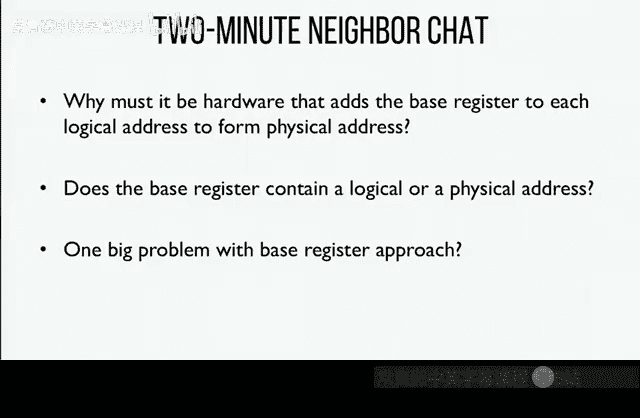 TWO-MINUTE NEIGHBOR CHAT
• Why must it be hardware that adds the base register to each
logical address to form physical address?
• Does the base register contain a logical or a physical address?
• One big problem with base register approach?